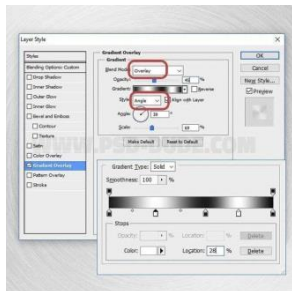 Layer Style
Styles
Blending Options: Custom
Drop Shadow
Inner Shadow
Outer Glow
Inner Glow
Bevel and Emboss
Contour
Texture
Satin
Color Overlay
Gradient Overlay
Pattern Overlay
Stroke
Gradient Overlay
Gradient
Blend Mode: Overlay
Opacity: %
Gradient: Reverse
Style: Angle Align with Layer
Angle: °
Scale: %
Make Default Reset to Default
OK
Cancel
New Style...
Preview
Gradient Type: Solid
Smoothness: 100 %
Stops
Opacity: % Location: % Delete
Color: Location: 28 % Delete